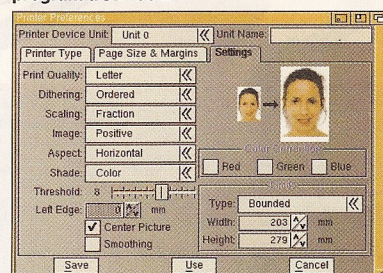 Printer Preferences
Printer Device Unit: Unit 0 Unit Name:
Printer Type Page Size & Margins Settings
Print Quality: Letter
Dithering: Ordered
Scaling: Fraction
Image: Positive
Aspect: Horizontal
Shade: Color
Threshold: 8
Left Edge: 0 mm
Center Picture
Smoothing
Color Correction
Red Green Blue
Limits
Type: Bounded
Width: 203 mm
Height: 279 mm
Save Use Cancel